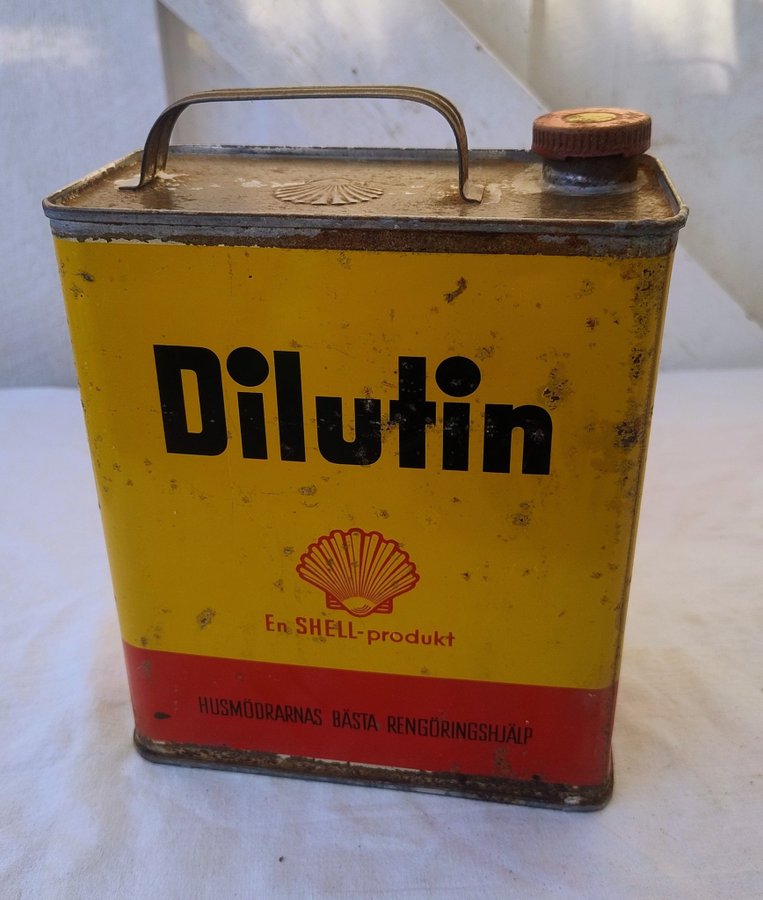 Dilutin
En SHELL-produkt
HUSMÖDRARNAS BÄSTA RENGÖRINGSHJÄLP